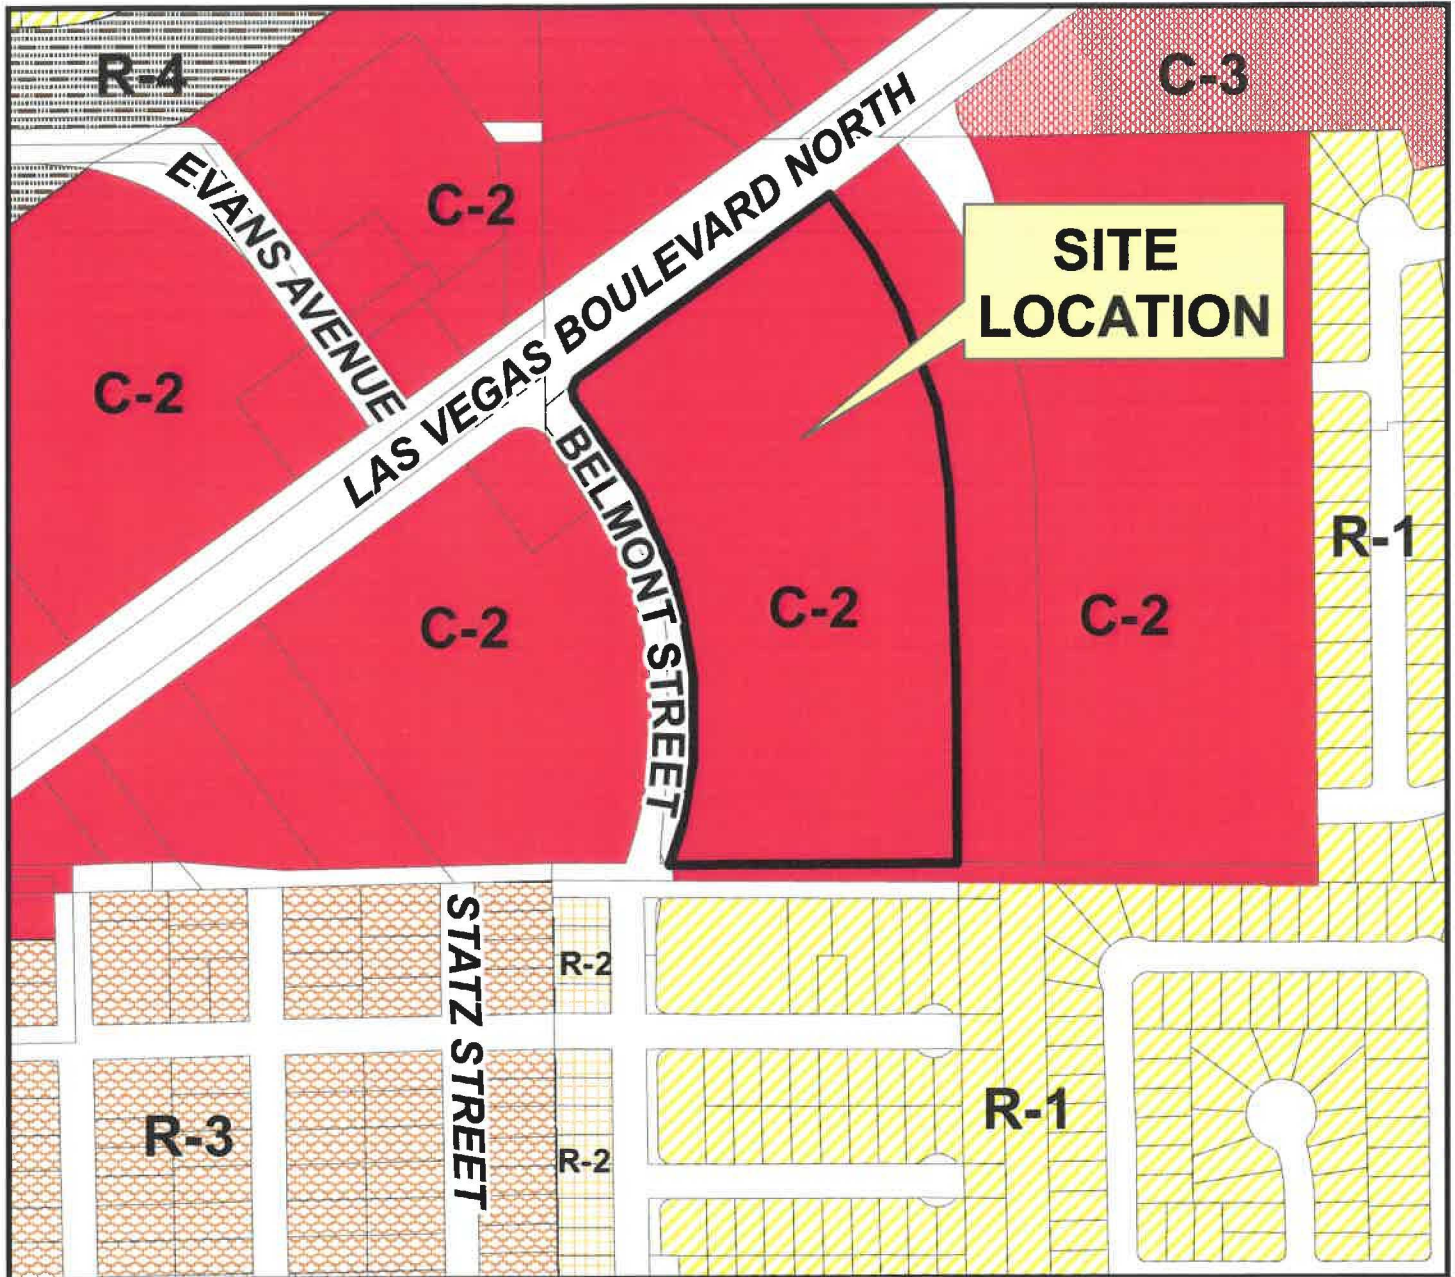 R-4
C-3
EVANS AVENUE
C-2
LAS VEGAS BOULEVARD NORTH
SITE
LOCATION
C-2
BELMONT STREET
R-1
C-2
C-2
C-2
STATZ STREET
R-2
R-3
R-2
R-1